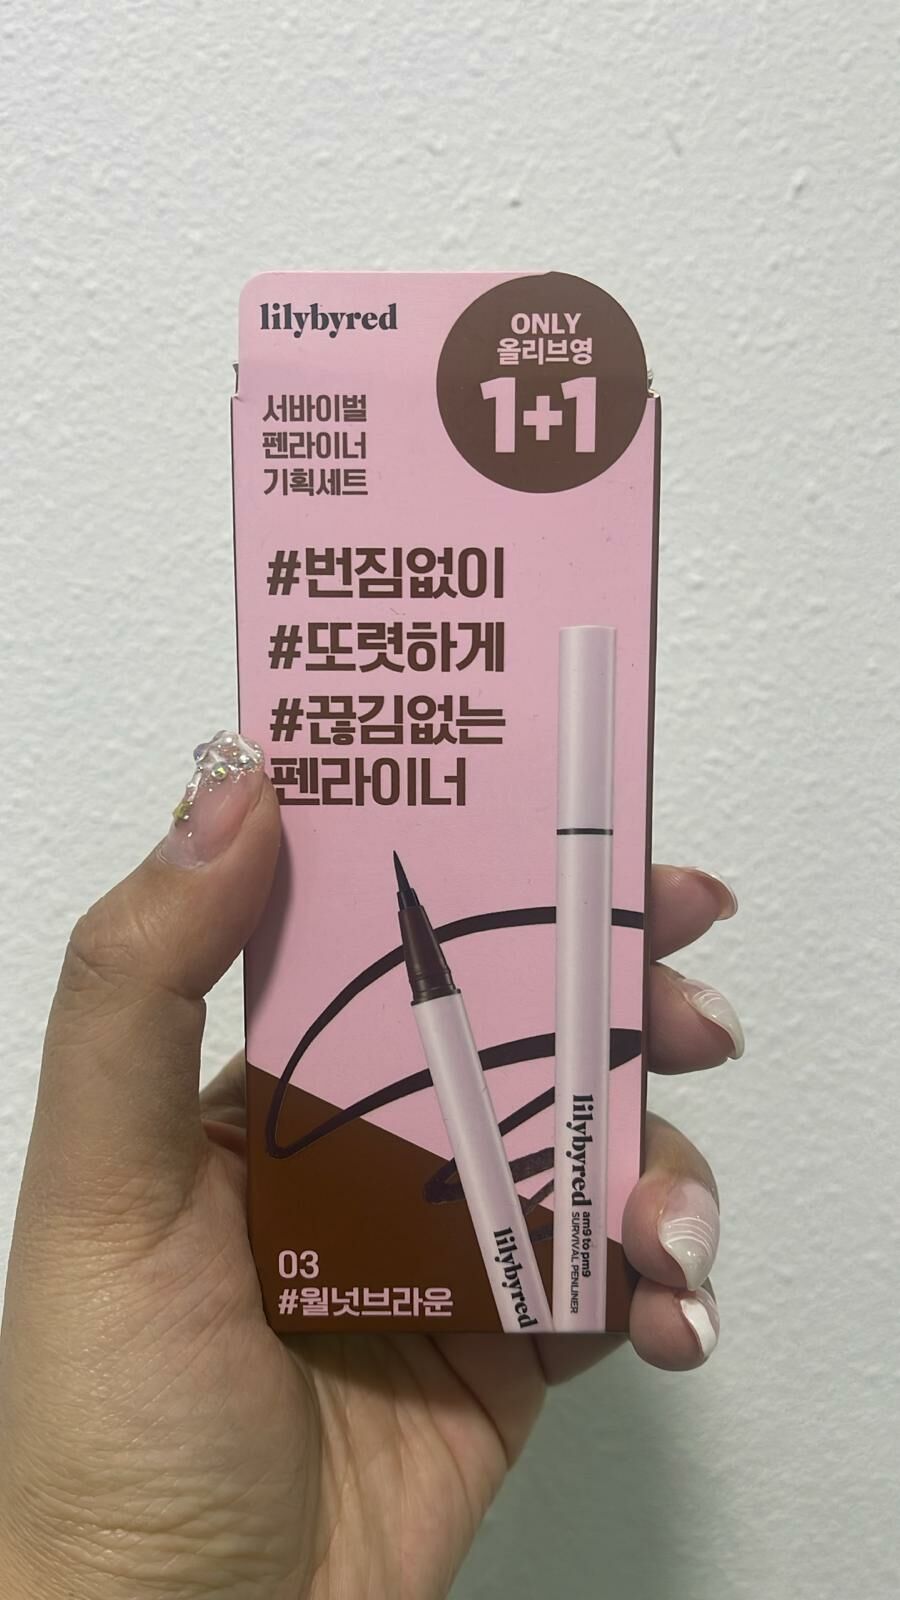 lilybyred
ONLY
올리브영
1+1
서바이벌
펜라이너
기획세트
#번짐없이
#또렷하게
#끊김없는
펜라이너
lilybyred
am9 to pm9
SURVIVAL PENLINER
lilybyred
03
#월넛브라운